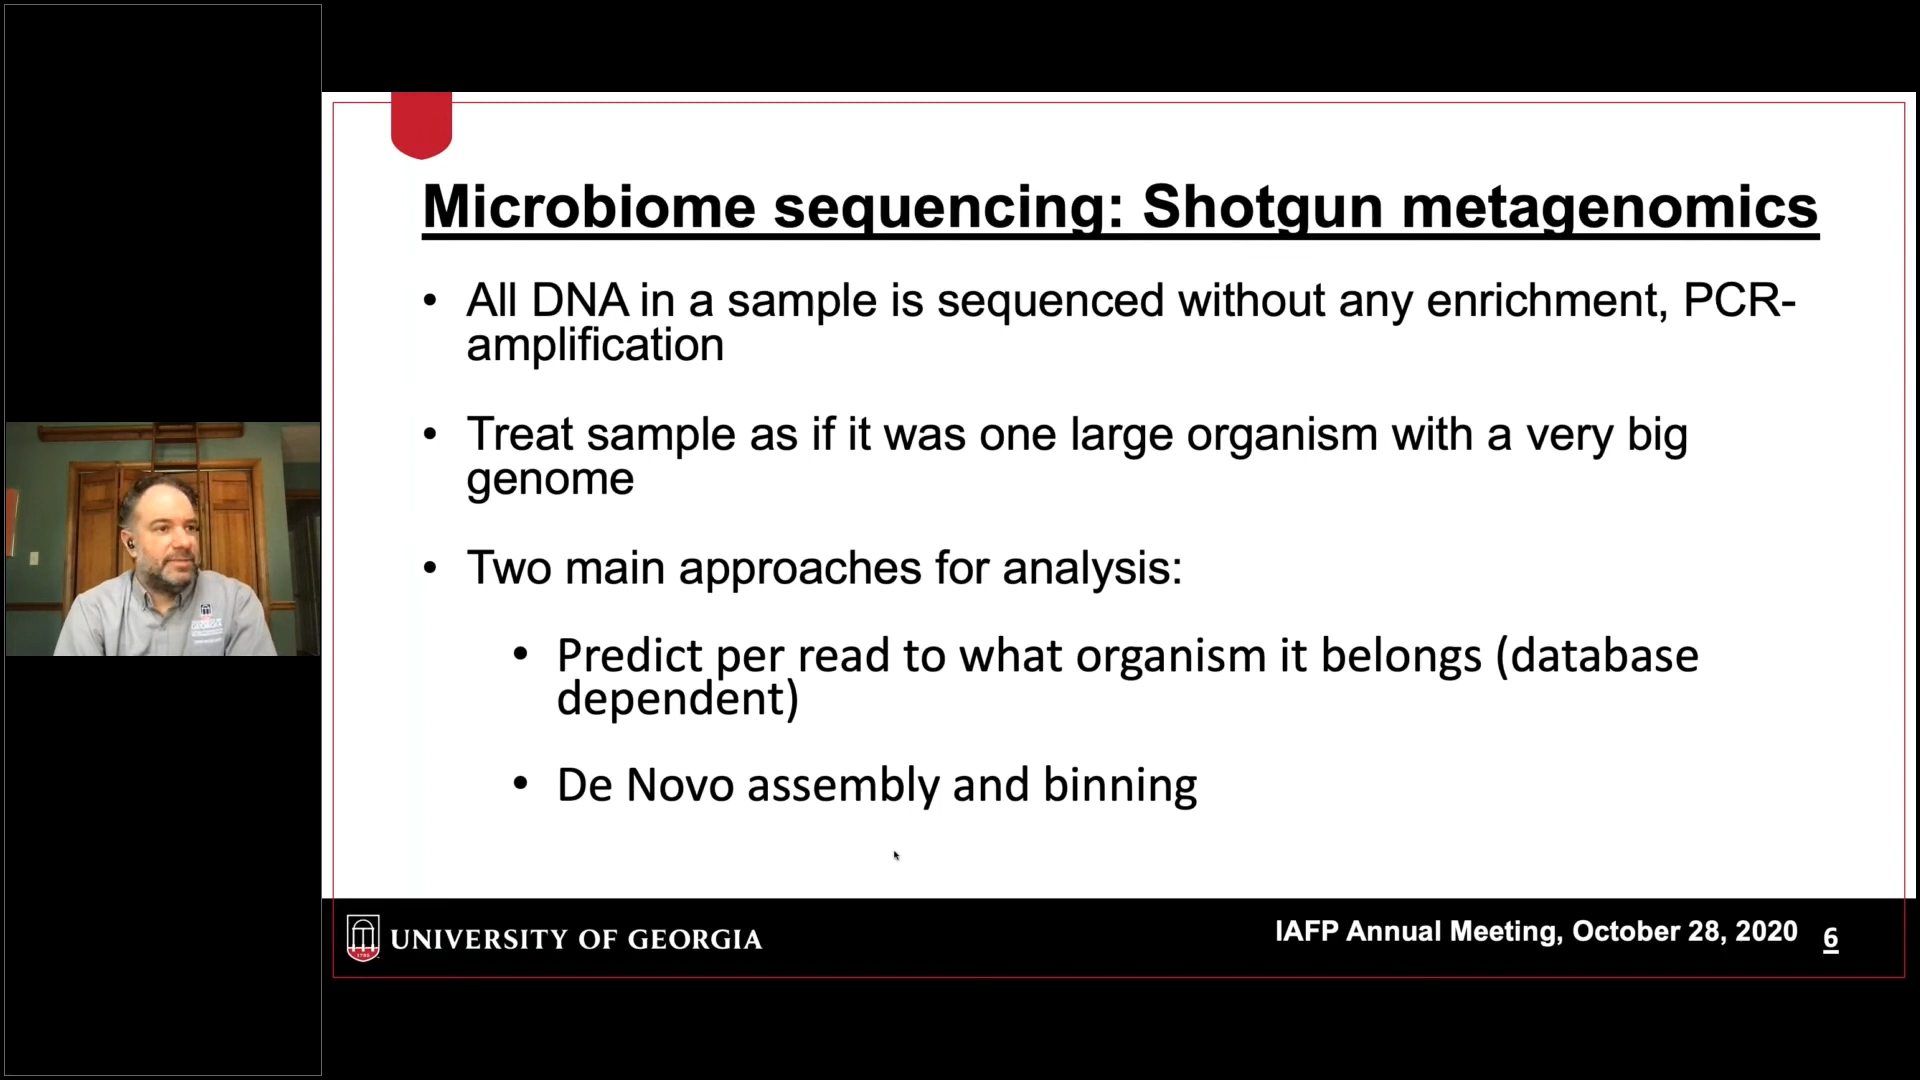 Microbiome sequencing: Shotgun metagenomics
• All DNA in a sample is sequenced without any enrichment, PCR-
amplification
• Treat sample as if it was one large organism with a very big
genome
• Two main approaches for analysis:
• Predict per read to what organism it belongs (database
dependent)
• De Novo assembly and binning
UNIVERSITY OF GEORGIA
IAFP Annual Meeting, October 28, 2020 6